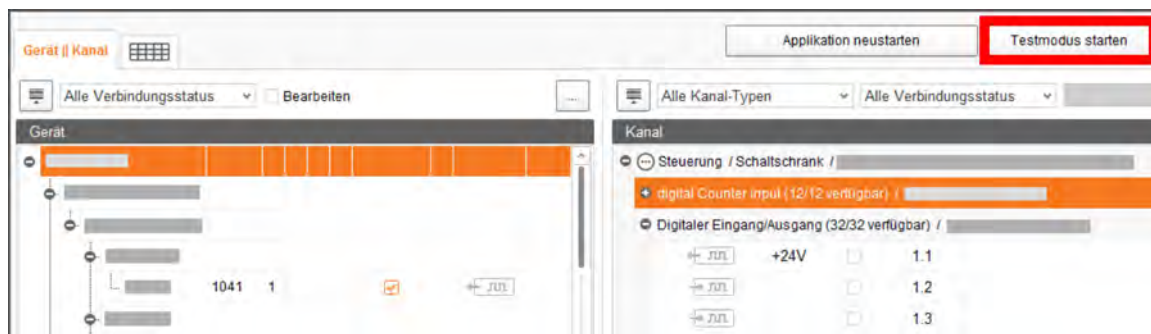 Gerät || Kanal
Applikation neustarten
Testmodus starten
Alle Verbindungsstatus
Bearbeiten
...
Alle Kanal-Typen
Alle Verbindungsstatus
Gerät
Kanal
Steuerung / Schaltschrank /
digital Counter input (12/12 verfügbar) /
Digitaler Eingang/Ausgang (32/32 verfügbar) /
+24V 1.1
1041 1
1.2
1.3